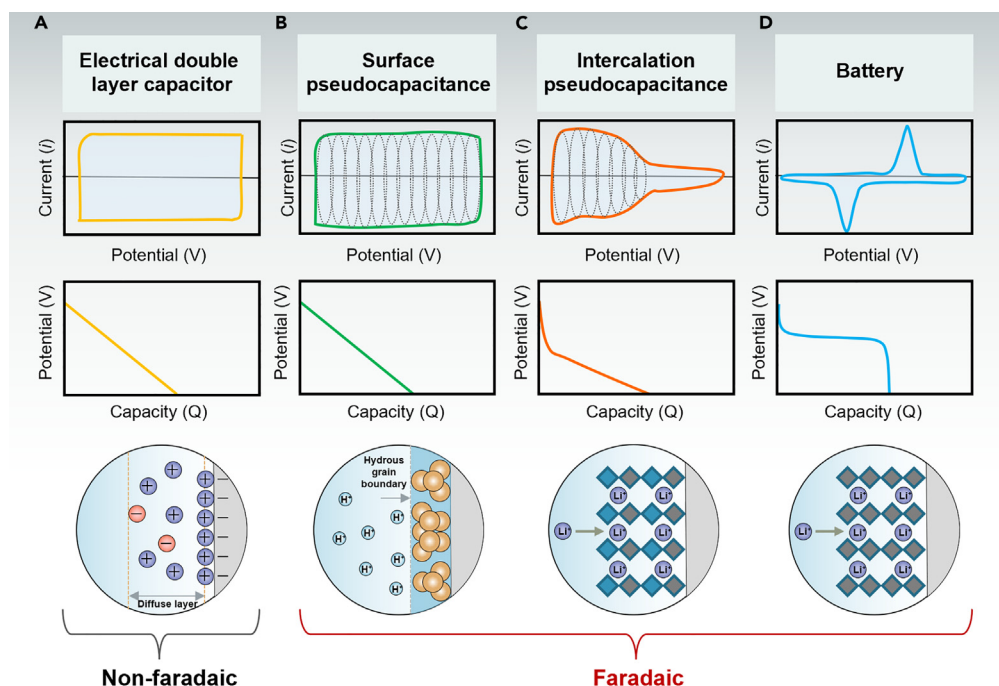 A
B
C
D
Electrical double
layer capacitor
Surface
pseudocapacitance
Intercalation
pseudocapacitance
Battery
Current (i)
Current (i)
Current (i)
Current (i)
Potential (V)
Potential (V)
Potential (V)
Potential (V)
Potential (V)
Potential (V)
Potential (V)
Potential (V)
Capacity (Q)
Capacity (Q)
Capacity (Q)
Capacity (Q)
+
+
+
+
+
+
+
+
+
+
+
−
−
−
−
−
−
−
−
Diffuse layer
Hydrous
grain
boundary
H⁺
H⁺
H⁺
H⁺
H⁺
H⁺
H⁺
Li⁺
Li⁺
Li⁺
Li⁺
Li⁺
Li⁺
Li⁺
Li⁺
Li⁺
Li⁺
Li⁺
Li⁺
Li⁺
Li⁺
Non-faradaic
Faradaic